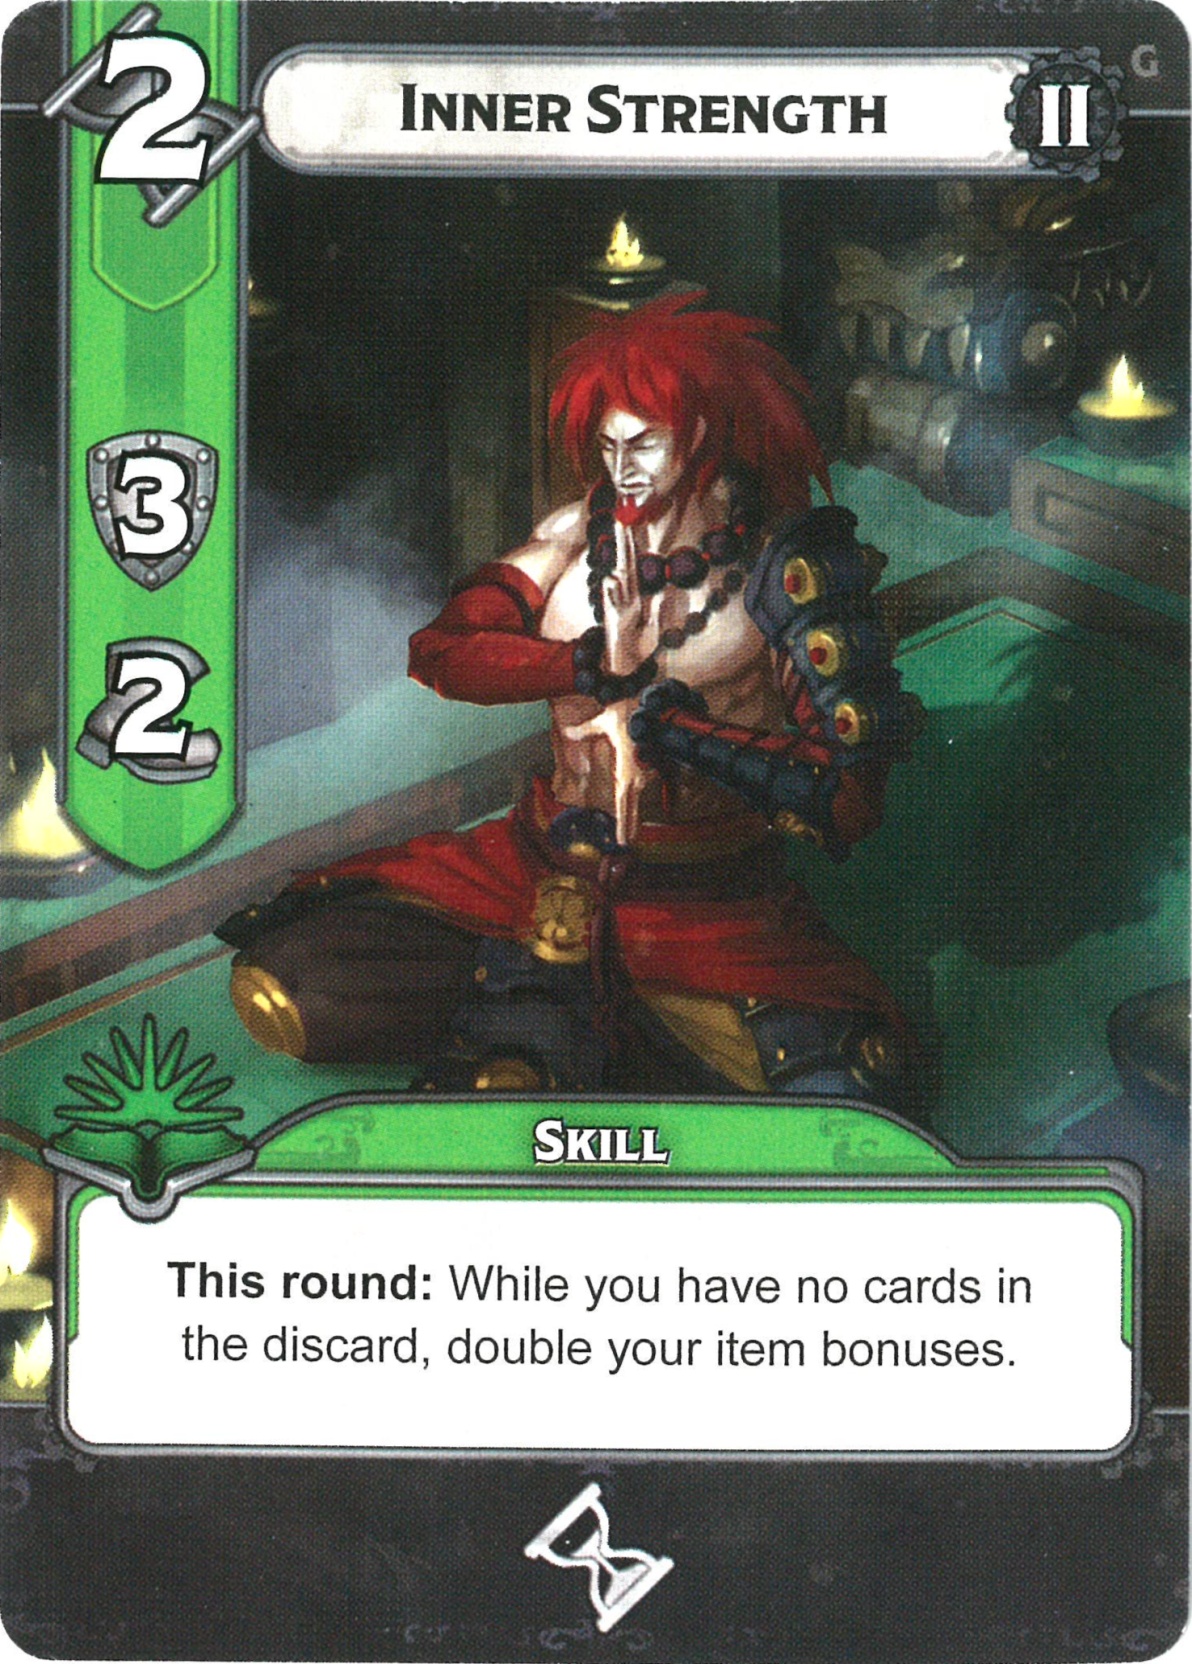 2
INNER STRENGTH
II
G
3
2
SKILL
This round: While you have no cards in
the discard, double your item bonuses.